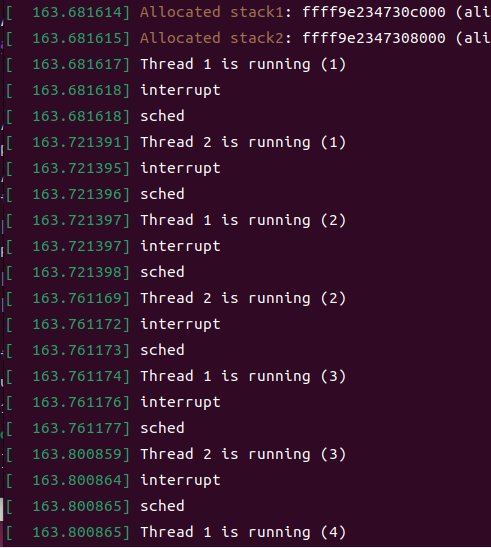 [  163.681614] Allocated stack1: ffff9e234730c000 (ali
[  163.681615] Allocated stack2: ffff9e2347308000 (ali
[  163.681617] Thread 1 is running (1)
[  163.681618] interrupt
[  163.681618] sched
[  163.721391] Thread 2 is running (1)
[  163.721395] interrupt
[  163.721396] sched
[  163.721397] Thread 1 is running (2)
[  163.721397] interrupt
[  163.721398] sched
[  163.761169] Thread 2 is running (2)
[  163.761172] interrupt
[  163.761173] sched
[  163.761174] Thread 1 is running (3)
[  163.761176] interrupt
[  163.761177] sched
[  163.800859] Thread 2 is running (3)
[  163.800864] interrupt
[  163.800865] sched
[  163.800865] Thread 1 is running (4)